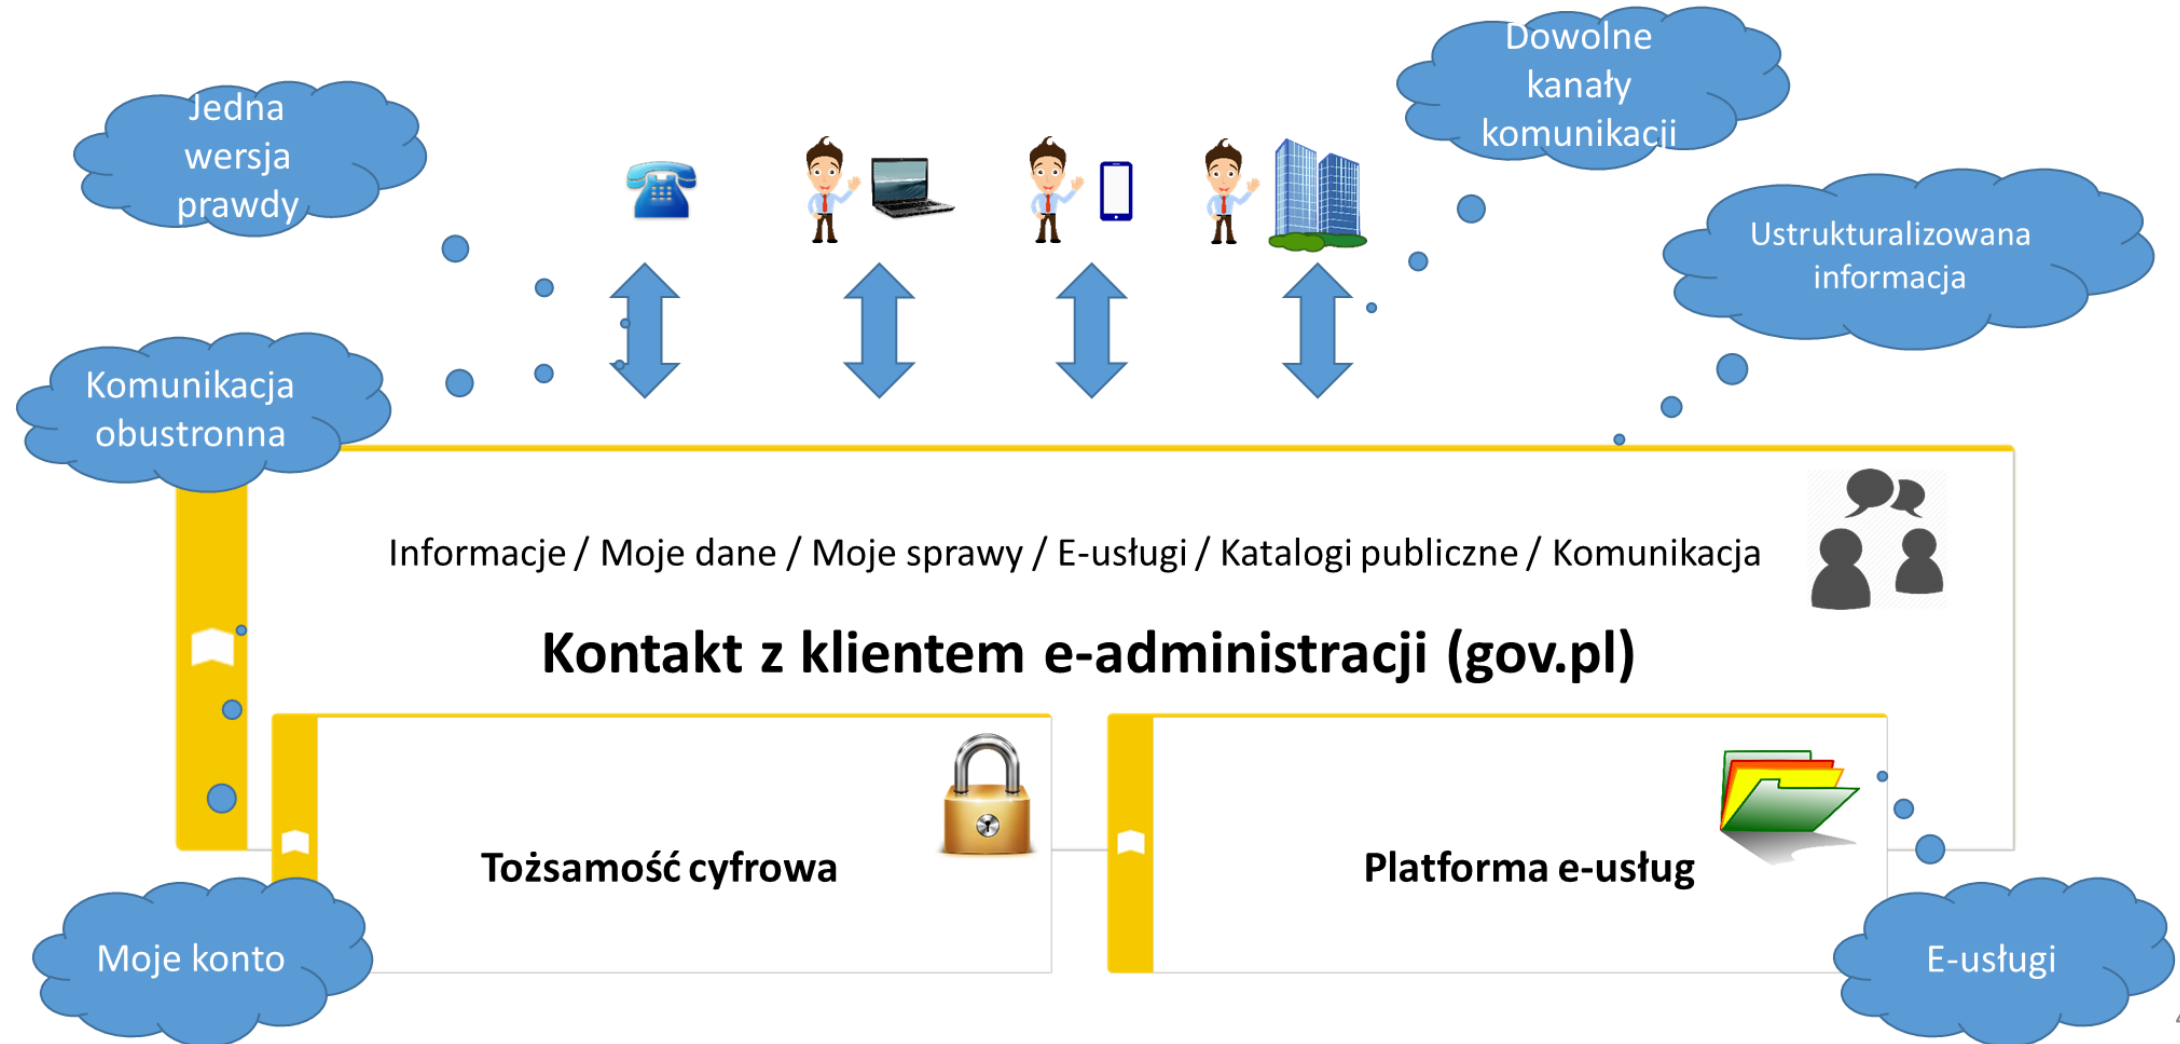 Dowolne
kanały
komunikacji
Jedna
wersja
prawdy
Ustrukturalizowana
informacja
Komunikacja
obustronna
Informacje / Moje dane / Moje sprawy / E-usługi / Katalogi publiczne / Komunikacja
Kontakt z klientem e-administracji (gov.pl)
Tożsamość cyfrowa
Platforma e-usług
Moje konto
E-usługi